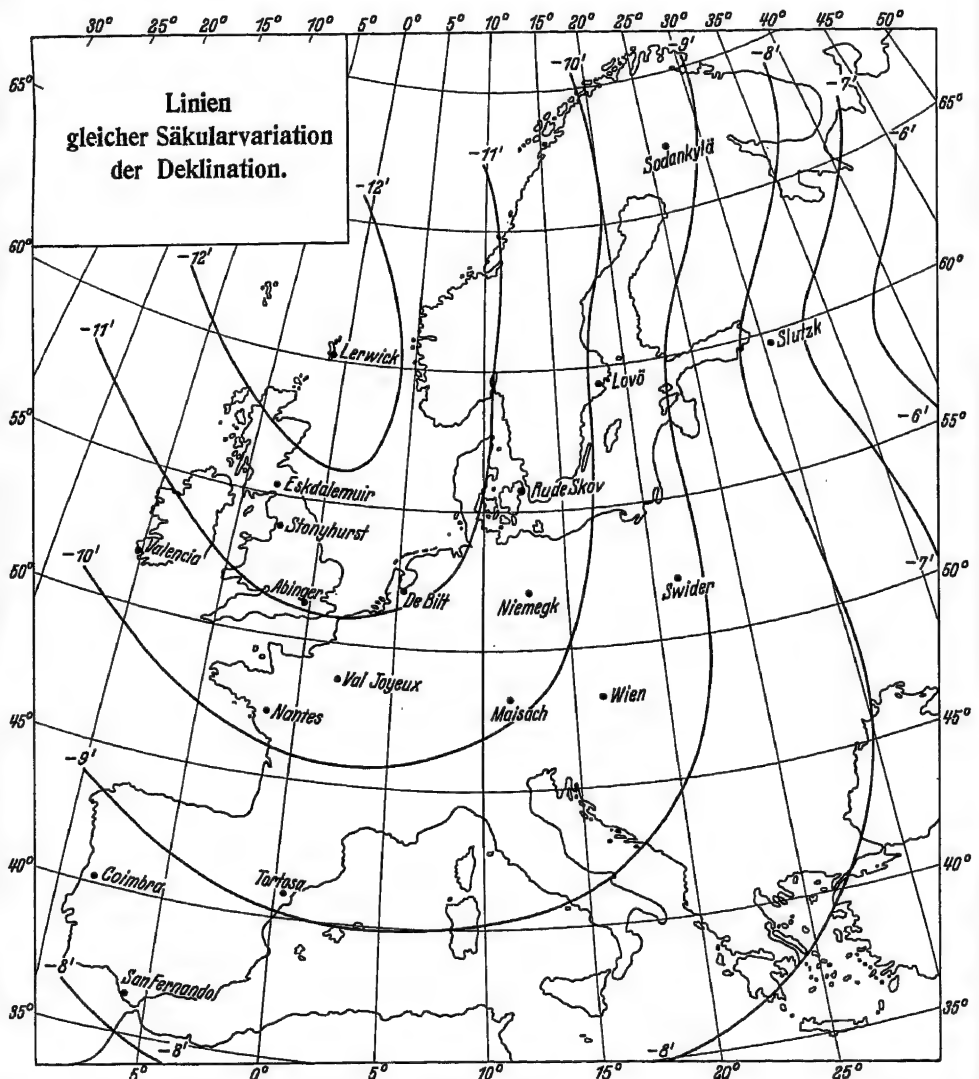 30° 25° 20° 15° 10° 5° 0° 5° 10° 15° 20° 25° 30° 35° 40° 45° 50°
Linien
gleicher Säkularvariation
der Deklination.
65°
65°
-9'
-10'
-8'
-7'
-6'
-11'
Sodankylä
-12'
60°
-12'
60°
-11'
Lerwick
Slutzk
Lovö
55°
-6'
Eskdalemuir
Rude Skov
Stonyhurst
Valencia
-10'
50°
50°
-7'
Abinger
De Bilt
Niemegk
Swider
Val Joyeux
Nantes
Maisach
Wien
45°
45°
-9'
40°
40°
Coimbra
Tortosa
-8'
San Fernando
35°
35°
-8'
-8'
5° 0° 5° 10° 15° 20° 25°